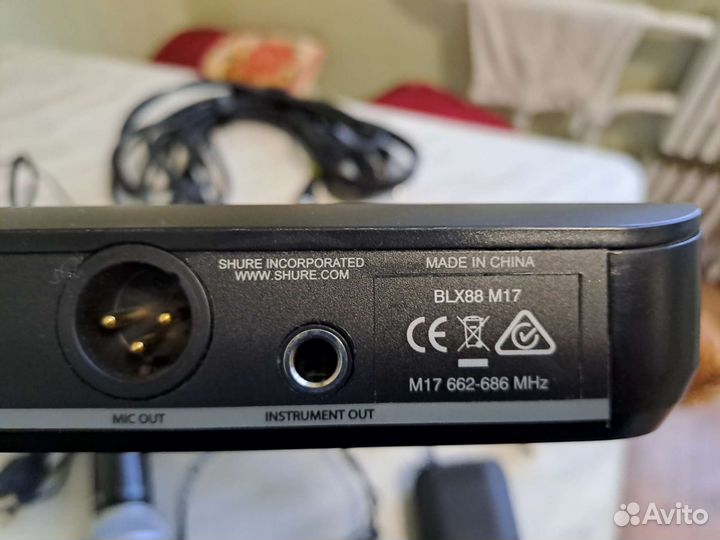 SHURE INCORPORATED
WWW.SHURE.COM
MADE IN CHINA
BLX88 M17
CE
M17 662-686 MHz
MIC OUT
INSTRUMENT OUT
Avito